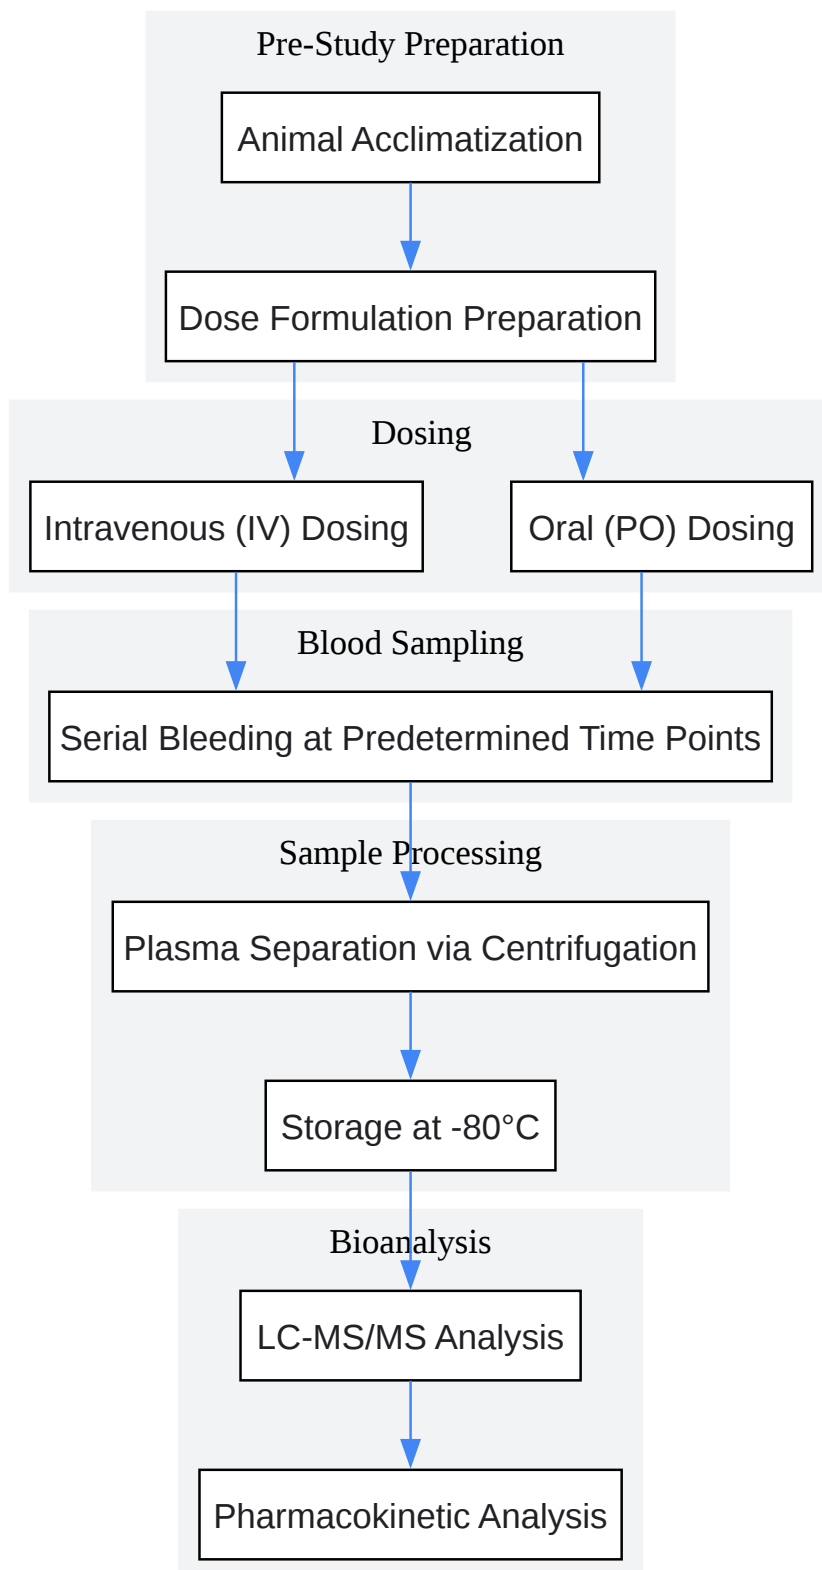 Pre-Study Preparation
Animal Acclimatization
Dose Formulation Preparation
Dosing
Intravenous (IV) Dosing
Oral (PO) Dosing
Blood Sampling
Serial Bleeding at Predetermined Time Points
Sample Processing
Plasma Separation via Centrifugation
Storage at -80°C
Bioanalysis
LC-MS/MS Analysis
Pharmacokinetic Analysis